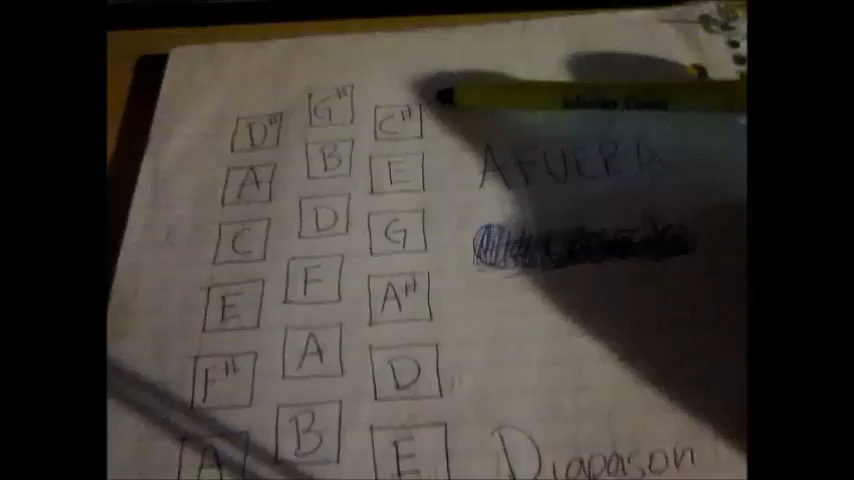 D" G" C"
A B E
C D G
E F A"
F" A D
A B E
AFUERA
Diapason